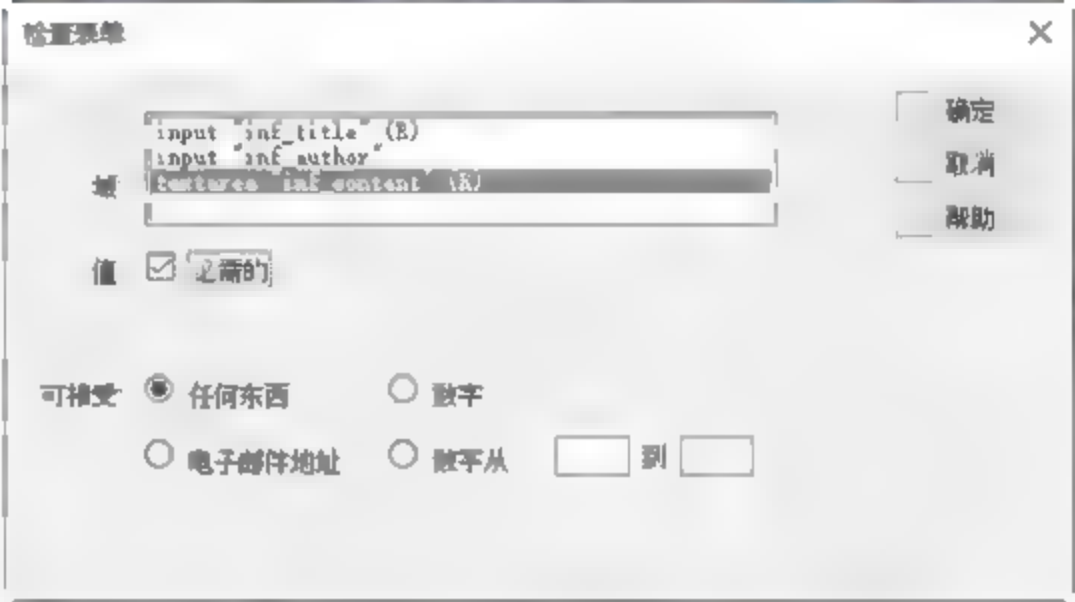 检查表单
input "inf_title" (R)
input "inf_author"
域 textarea "inf_content" (R)
值 必需的
可接受 任何东西 数字
电子邮件地址 数字从 到
确定
取消
帮助